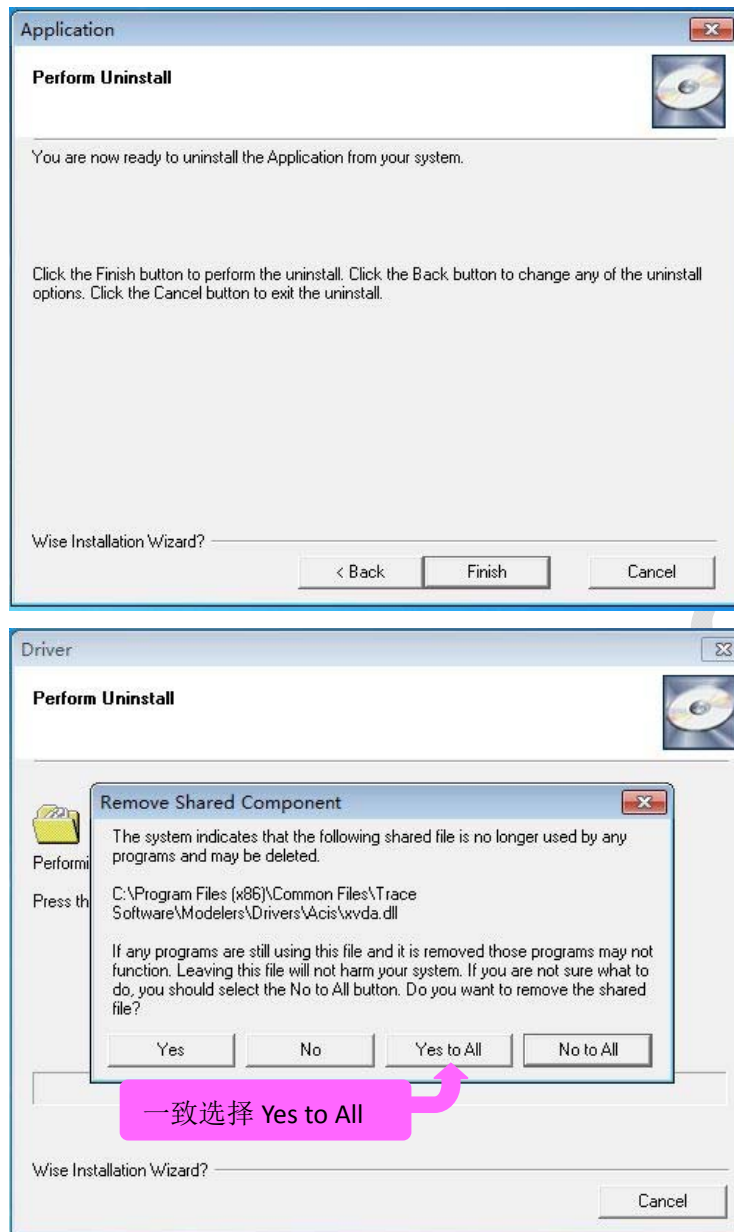 Application
Perform Uninstall
You are now ready to uninstall the Application from your system.
Click the Finish button to perform the uninstall. Click the Back button to change any of the uninstall
options. Click the Cancel button to exit the uninstall.
Wise Installation Wizard?
< Back
Finish
Cancel
Driver
Perform Uninstall
Performi
Press th
Remove Shared Component
The system indicates that the following shared file is no longer used by any
programs and may be deleted.
C:\Program Files (x86)\Common Files\Trace
Software\Modelers\Drivers\Acis\xvda.dll
If any programs are still using this file and it is removed those programs may not
function. Leaving this file will not harm your system. If you are not sure what to
do, you should select the No to All button. Do you want to remove the shared
file?
Yes
No
Yes to All
No to All
一致选择 Yes to All
Wise Installation Wizard?
Cancel